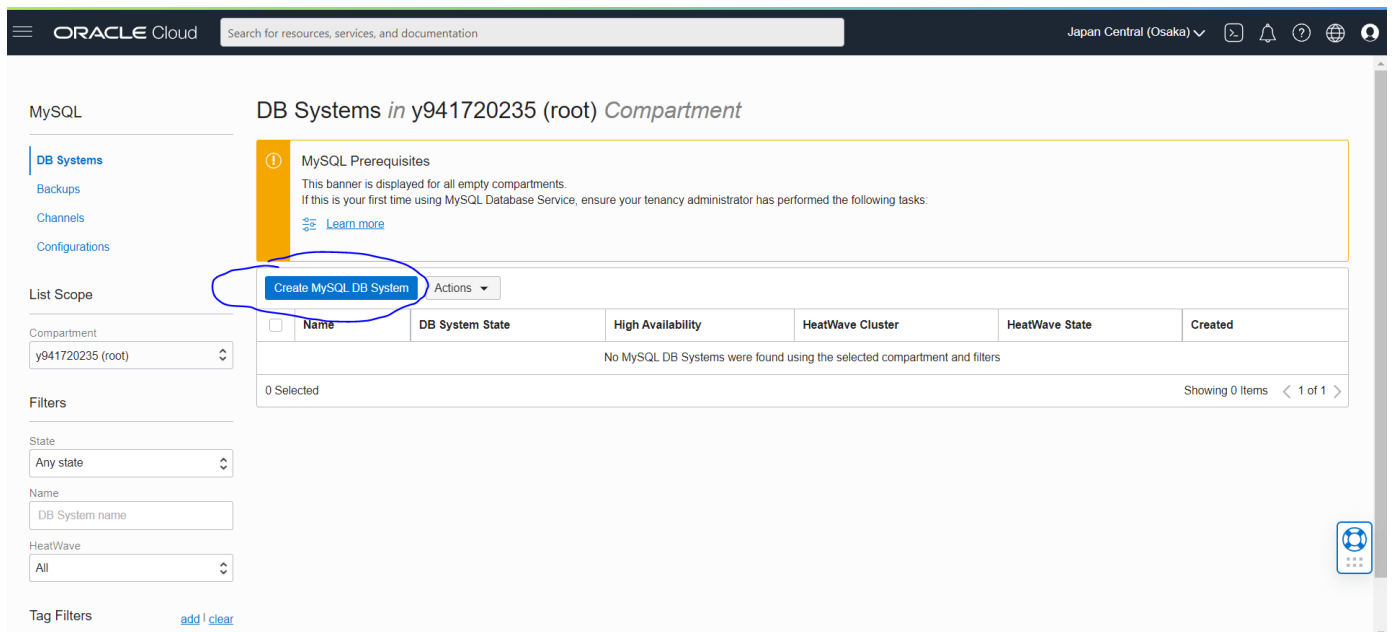 ORACLE Cloud
Search for resources, services, and documentation
Japan Central (Osaka)
MySQL
DB Systems
Backups
Channels
Configurations
List Scope
Compartment
y941720235 (root)
Filters
State
Any state
Name
DB System name
HeatWave
All
Tag Filters add | clear
DB Systems in y941720235 (root) Compartment
MySQL Prerequisites
This banner is displayed for all empty compartments.
If this is your first time using MySQL Database Service, ensure your tenancy administrator has performed the following tasks:
Learn more
Create MySQL DB System Actions
Name DB System State High Availability HeatWave Cluster HeatWave State Created
No MySQL DB Systems were found using the selected compartment and filters
0 Selected Showing 0 Items < 1 of 1 >